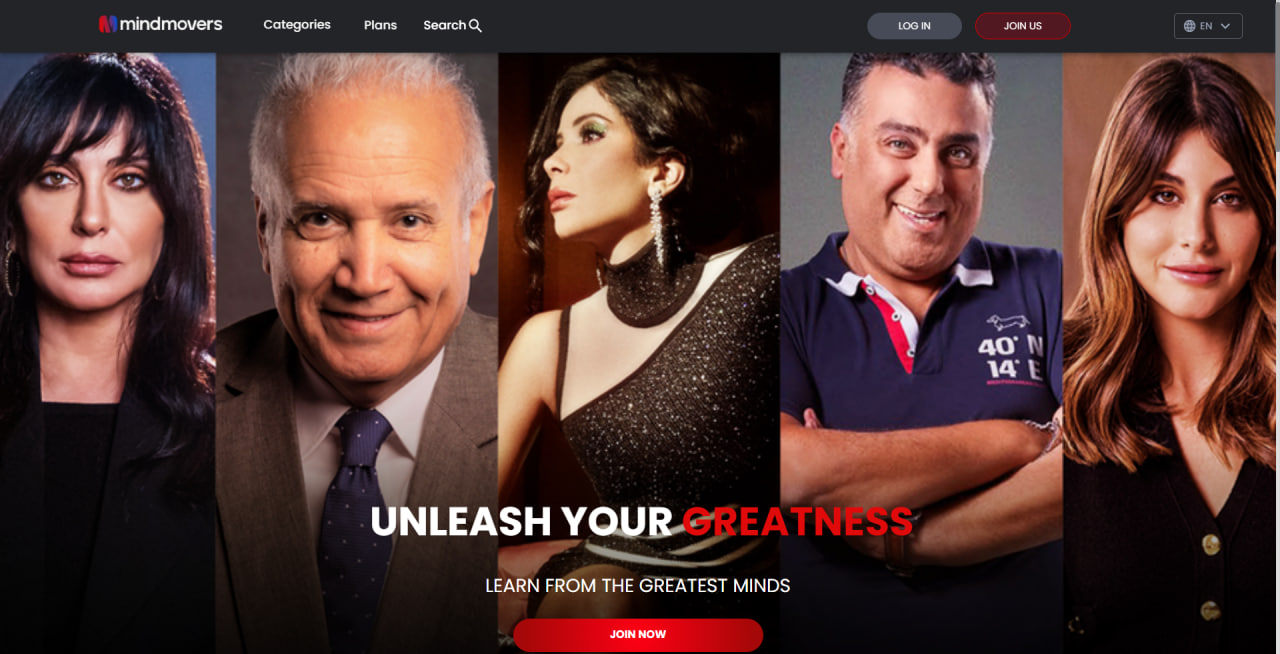 mindmovers
Categories
Plans
Search
LOG IN
JOIN US
EN
40° N
14° E
UNLEASH YOUR GREATNESS
LEARN FROM THE GREATEST MINDS
JOIN NOW